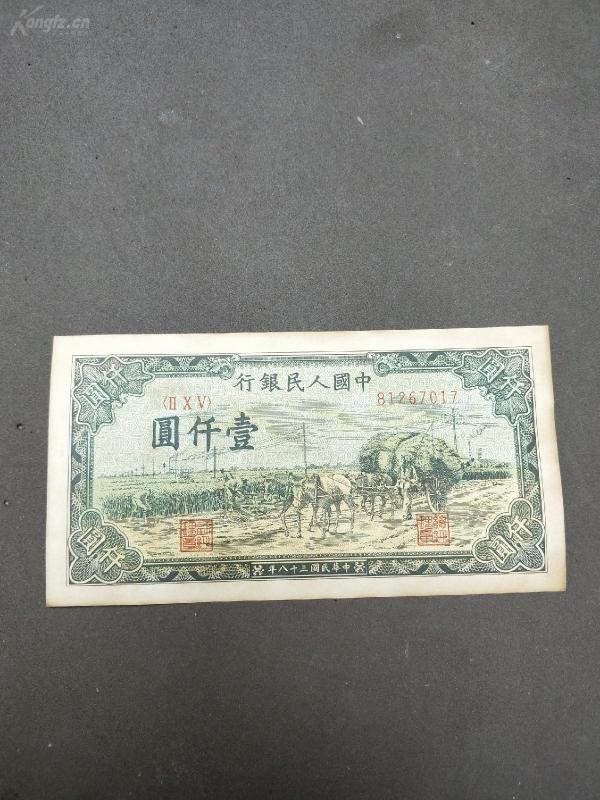 Kongfz.cn
行銀民人國中
〈II X V〉
81267017
圓仟壹
圓仟
圓仟
圓仟
圓仟
年八十三國民華中